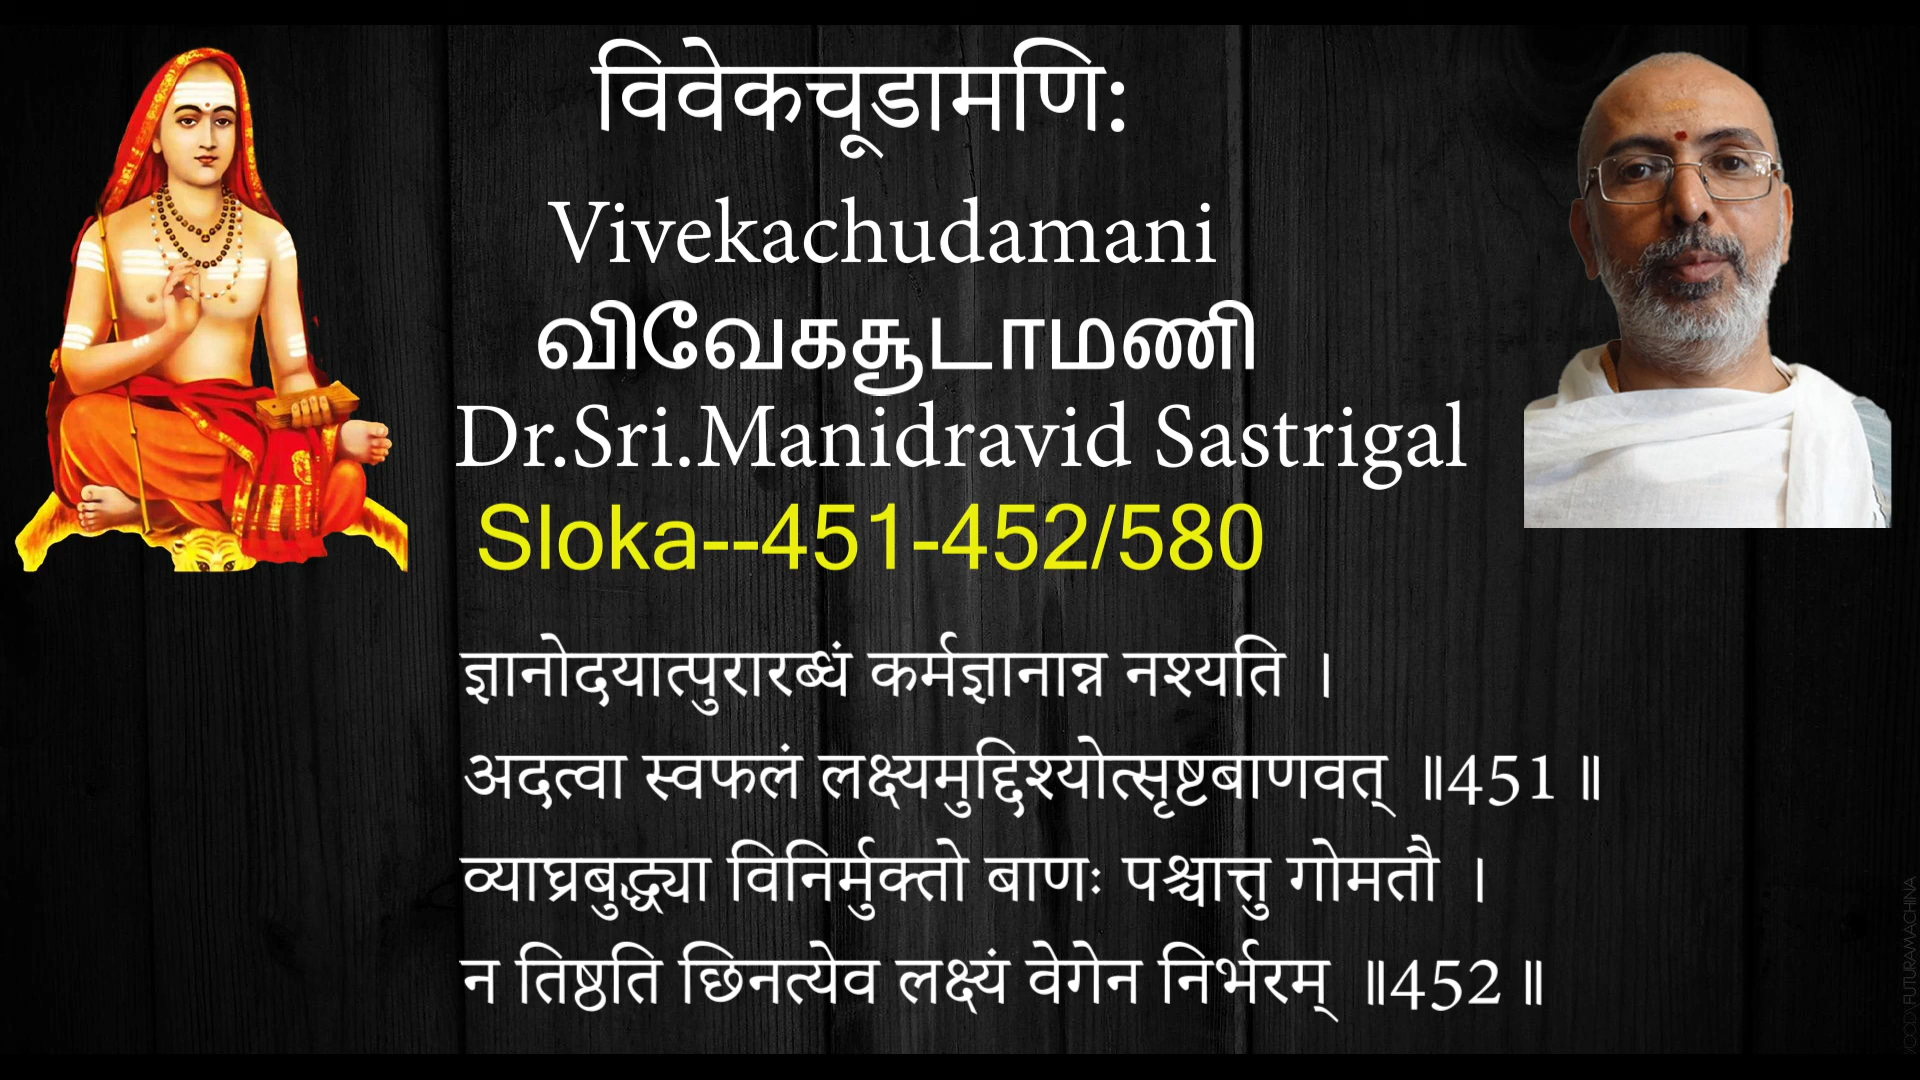 विवेकचूडामणि:
Vivekachudamani
விவேகசூடாமணி
Dr.Sri.Manidravid Sastrigal
Sloka--451-452/580
ज्ञानोदयात्पुरारब्धं कर्मज्ञानान्न नश्यति ।
अदत्वा स्वफलं लक्ष्यमुद्दिश्योत्सृष्टबाणवत् ॥451॥
व्याघ्रबुद्ध्या विनिर्मुक्तो बाणः पश्चात्तु गोमतौ ।
न तिष्ठति छिनत्येव लक्ष्यं वेगेन निर्भरम् ॥452॥